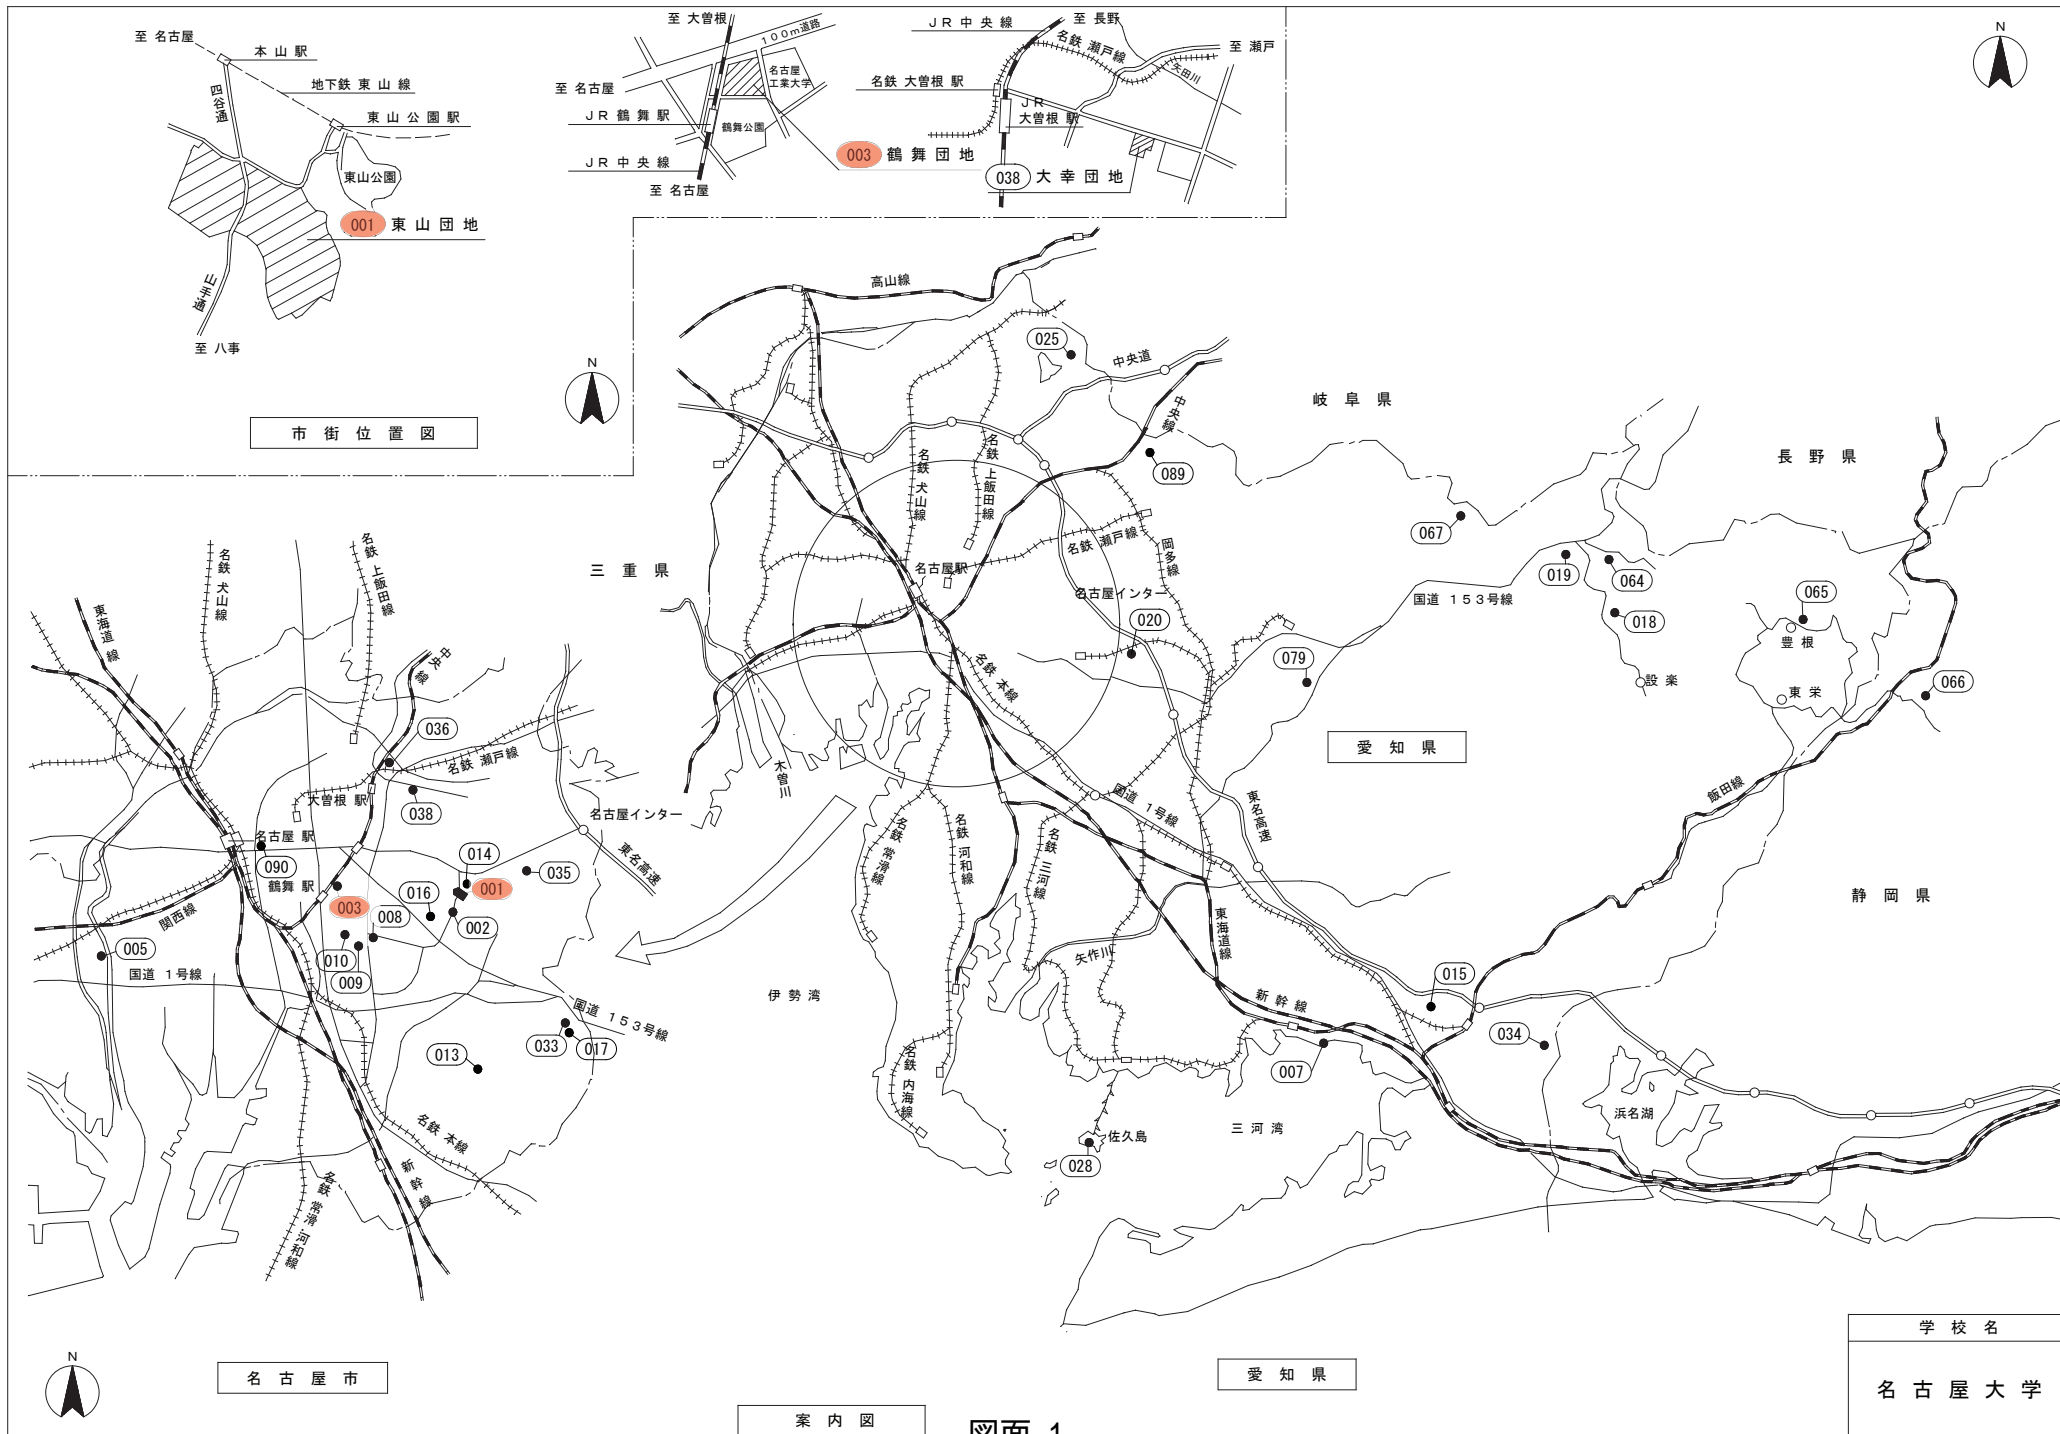 至 名古屋
本 山 駅
地下鉄 東 山 線
四谷通
東 山 公 園 駅
東山公園
001 東 山 団 地
山手通
至 八事
N
市 街 位 置 図
至 大曽根
100m道路
至 名古屋
名古屋
工業大学
JR 鶴 舞 駅
鶴舞公園
JR 中 央 線
至 名古屋
003 鶴 舞 団 地
JR 中 央 線
至 長野
名鉄 瀬戸線
至 瀬戸
矢田川
名鉄 大曽根 駅
JR
大曽根 駅
038 大 幸 団 地
N
高山線
025
中央道
中央線
岐 阜 県
長 野 県
089
名鉄 犬山線
名鉄 上飯田線
067
名鉄 瀬戸線
岡多線
三 重 県
名古屋駅
名古屋インター
019
064
国道 153号線
018
065
豊 根
020
079
名鉄 本線
設 楽
東 栄
066
愛 知 県
木曽川
国道 1号線
東名高速
飯田線
名鉄 常滑線
名鉄 河和線
名鉄 三河線
静 岡 県
東海道線
矢作川
伊 勢 湾
新 幹 線
015
034
007
名鉄 内海線
佐久島
028
三 河 湾
浜名湖
名鉄 犬山線
名鉄 上飯田線
東海道 線
中央 線
036
名鉄 瀬戸線
大曽根 駅
038
名古屋インター
名古屋 駅
090
014
東名高速
001
035
鶴舞 駅
003
016
008
002
関西線
005
010
009
国道 1号線
国道 153号線
033
017
013
名鉄 本線
新 幹 線
名鉄 常滑・河和線
N
名 古 屋 市
愛 知 県
案 内 図
図面 1
学 校 名
名 古 屋 大 学